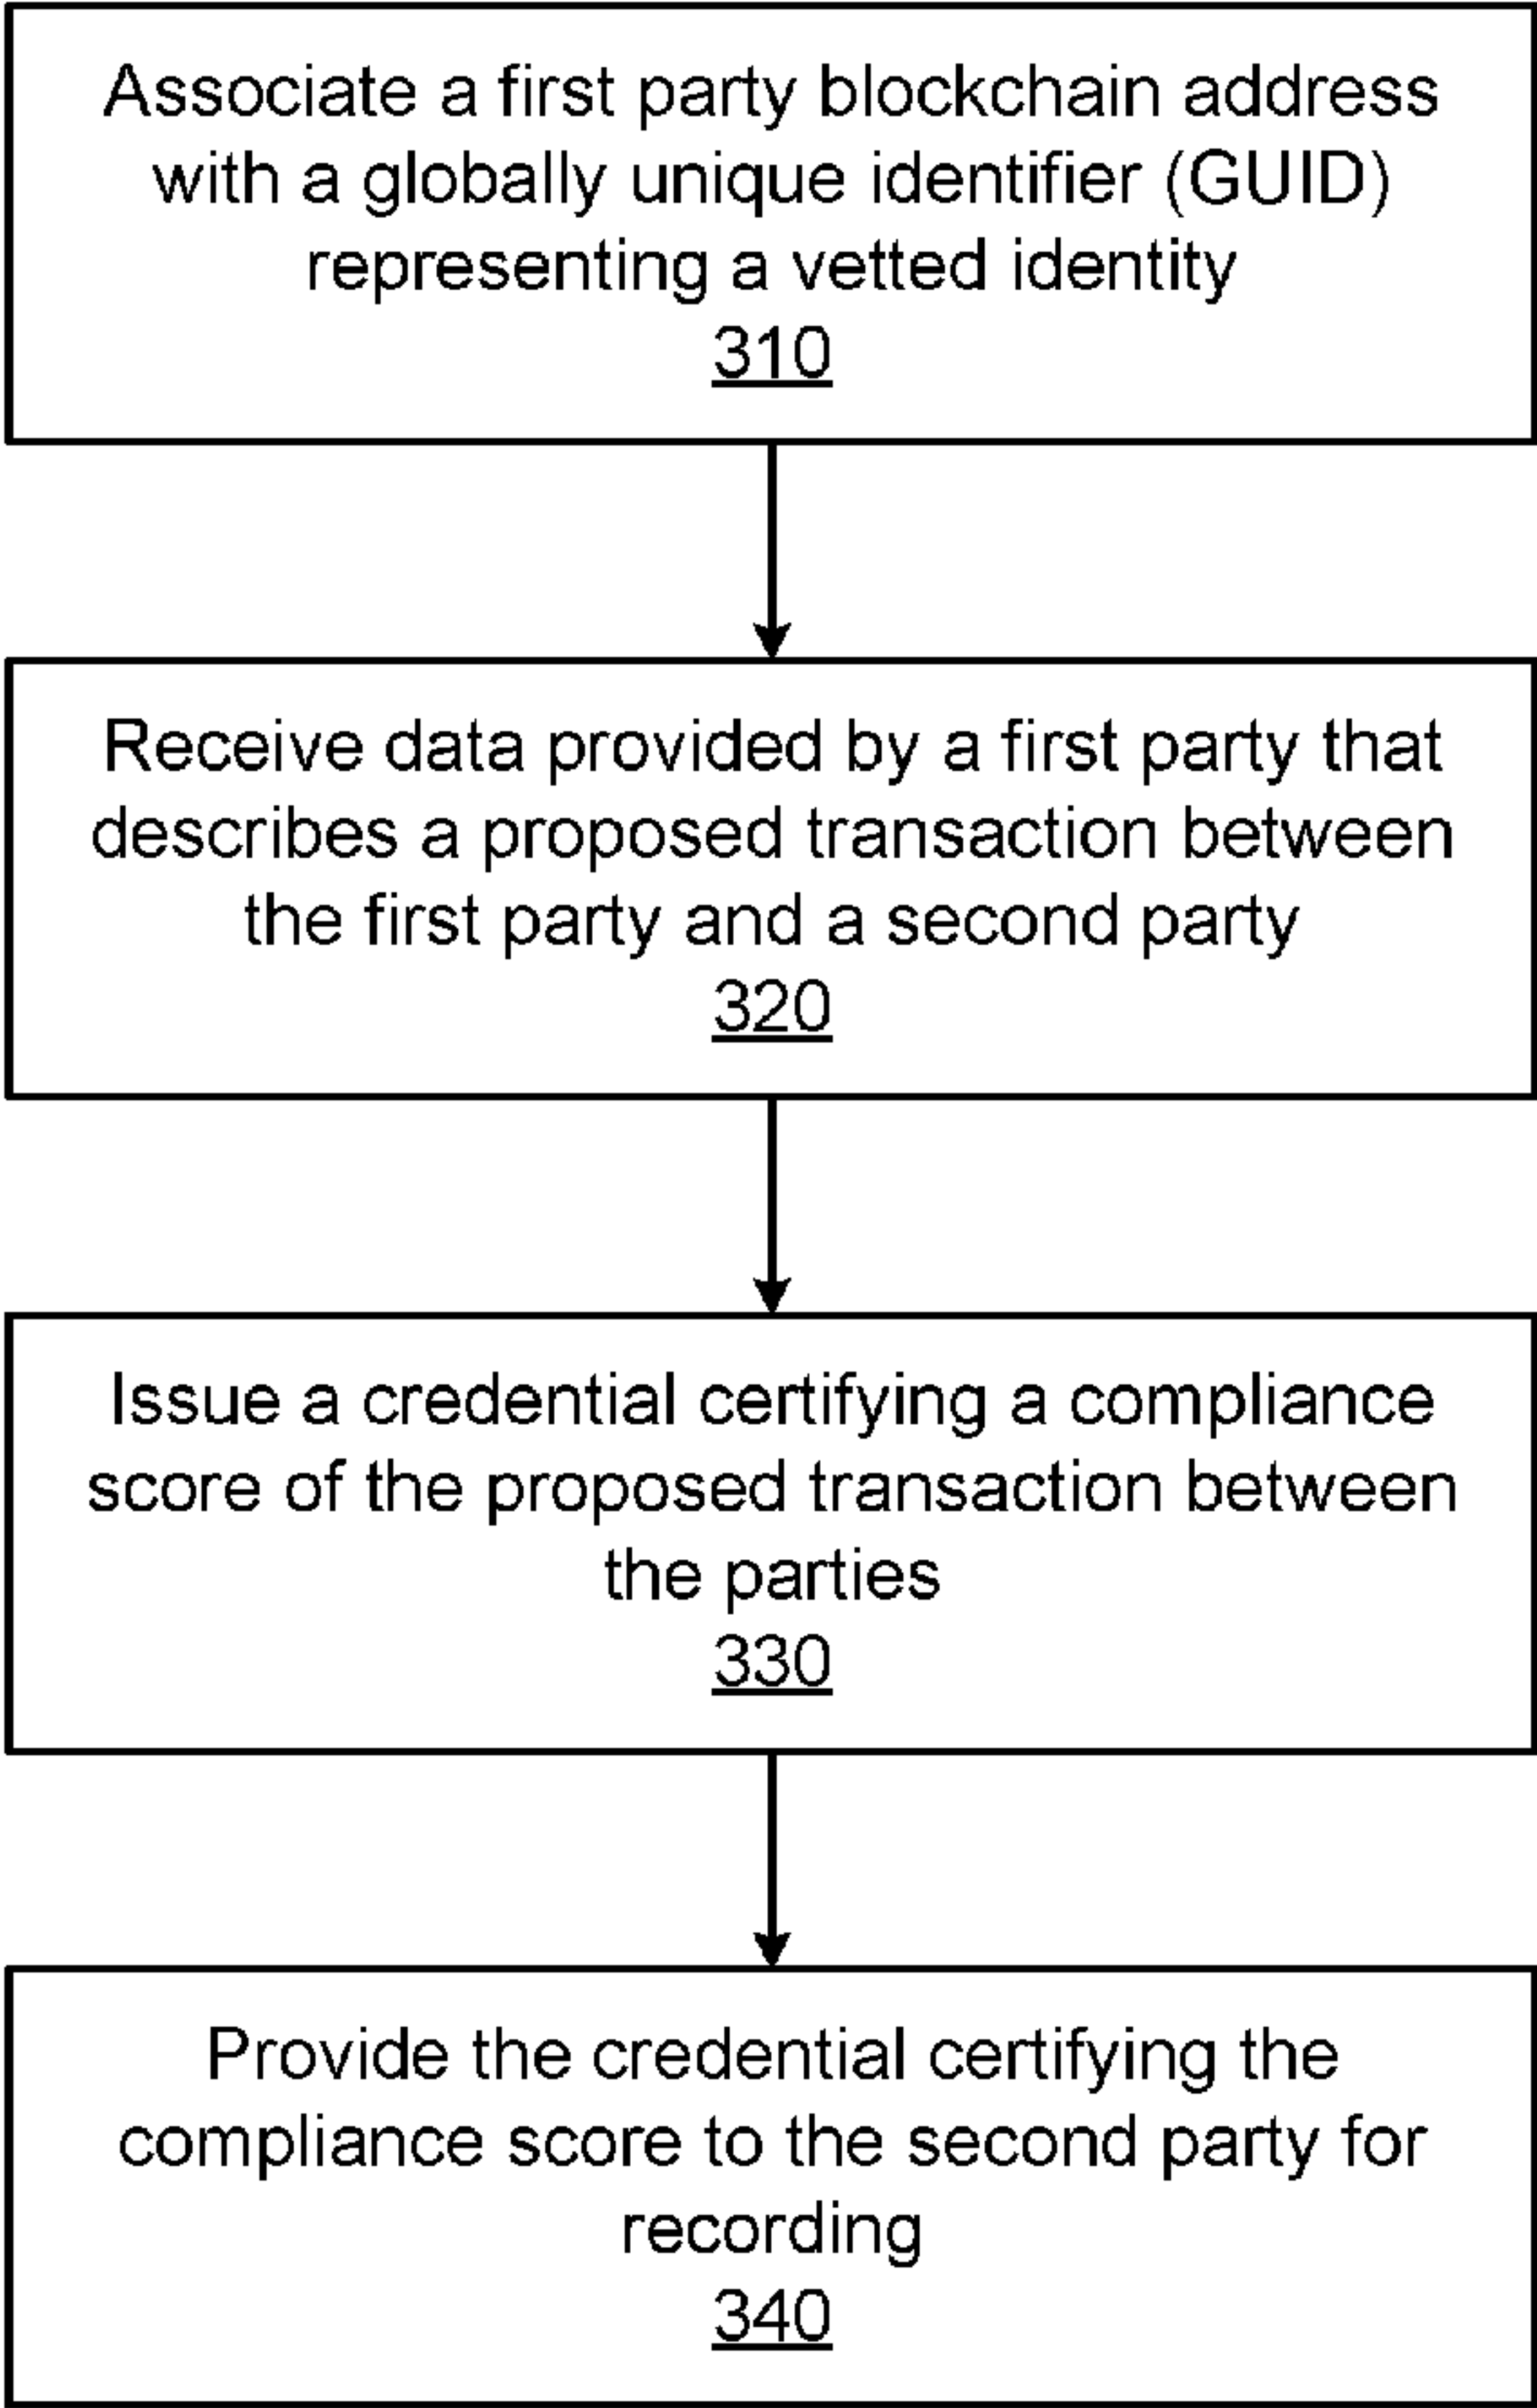 Associate a first party blockchain address
with a globally unique identifier (GUID)
representing a vetted identity
310
Receive data provided by a first party that
describes a proposed transaction between
the first party and a second party
320
Issue a credential certifying a compliance
score of the proposed transaction between
the parties
330
Provide the credential certifying the
compliance score to the second party for
recording
340